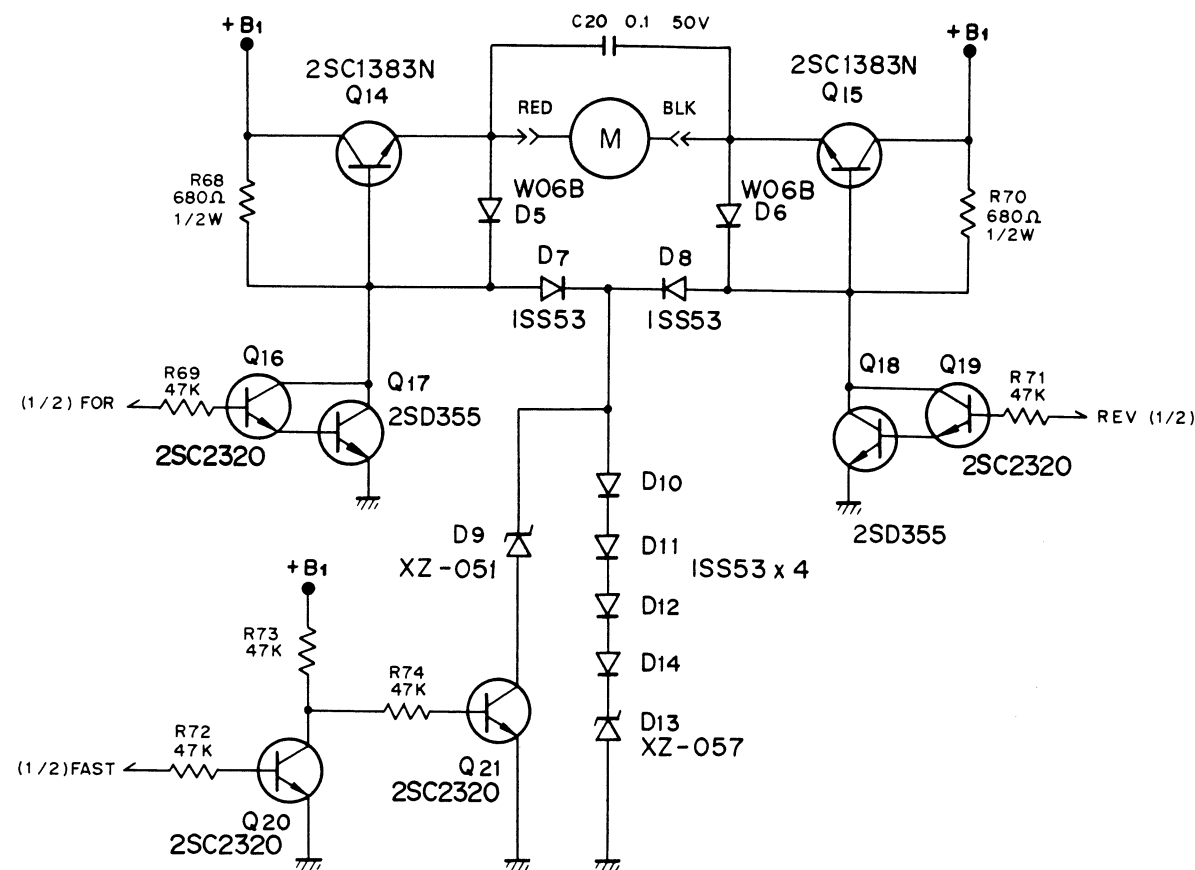 C20 0.1 50V
+B1
+B1
2SC1383N
Q14
2SC1383N
Q15
RED
BLK
M
R68
680Ω
1/2W
W06B
D5
W06B
D6
R70
680Ω
1/2W
D7
D8
1SS53
1SS53
Q16
Q17
2SD355
R69
47K
(1/2) FOR
2SC2320
Q18
Q19
R71
47K
REV (1/2)
2SC2320
2SD355
D10
D9
XZ-051
D11
1SS53 x 4
D12
D14
D13
XZ-057
+B1
R73
47K
R74
47K
R72
47K
(1/2)FAST
Q21
2SC2320
Q20
2SC2320